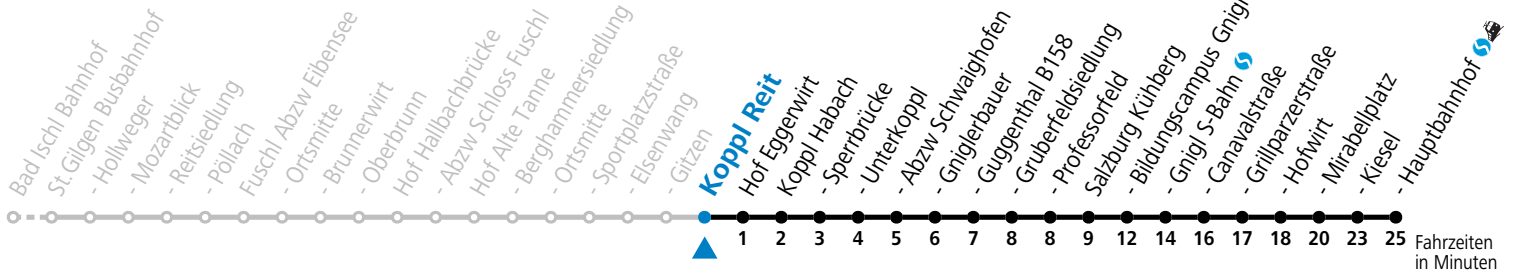 Bad Ischl Bahnhof
St.Gilgen Busbahnhof
- Hollweger
- Mozartblick
- Reitsiedlung
- Pöllach
Fuschl Abzw Eibensee
- Ortsmitte
- Brunnerwirt
- Oberbrunn
Hof Hallbachbrücke
- Abzw Schloss Fuschl
Hof Alte Tanne
- Berghammersiedlung
- Ortsmitte
- Sportplatzstraße
- Elsenwang
- Gitzen
Koppl Reit
Hof Eggerwirt
Koppl Habach
- Sperrbrücke
- Unterkoppl
- Abzw Schwaighofen
- Gniglerbauer
- Guggenthal B158
- Gruberfeldsiedlung
- Professorfeld
Salzburg Kühberg
- Bildungscampus Gnigl
- Gnigl S-Bahn
- Canavalstraße
- Grillparzerstraße
- Hofwirt
- Mirabellplatz
- Kiesel
- Hauptbahnhof
1 2 3 4 5 6 7 8 8 9 12 14 16 17 18 20 23 25 Fahrzeiten
in Minuten